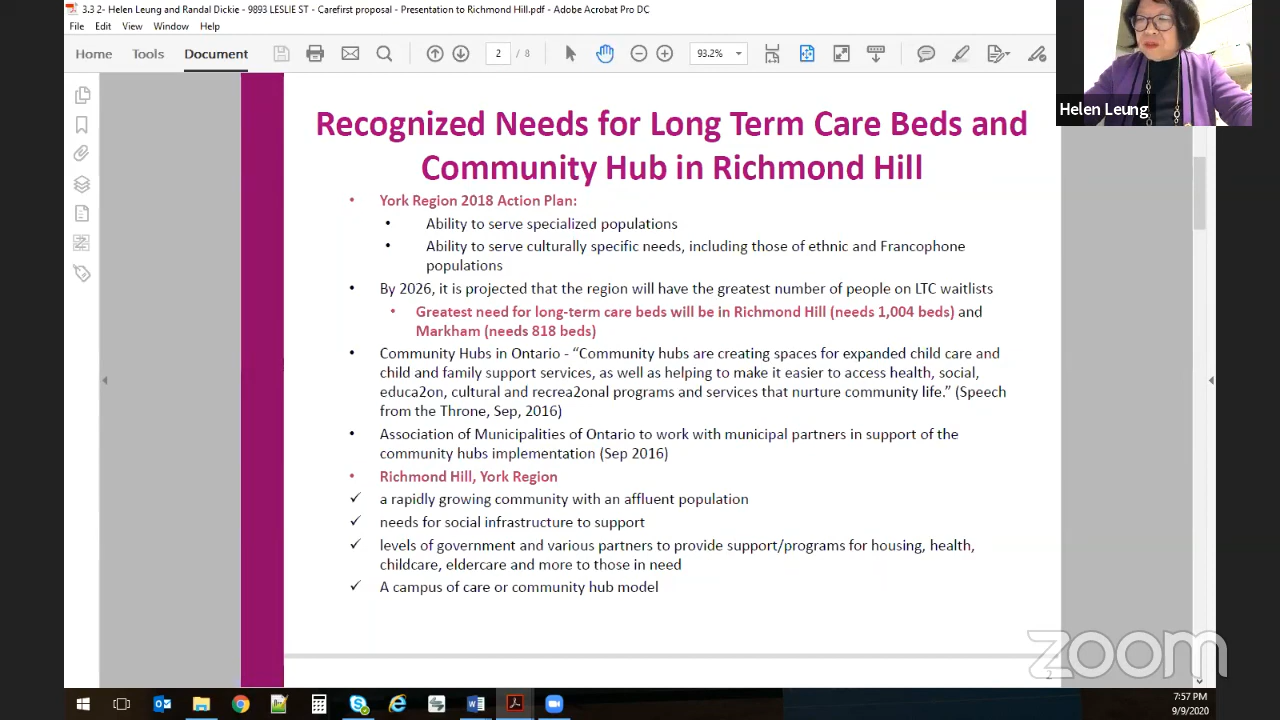 3.3 2- Helen Leung and Randal Dickie - 9893 LESLIE ST - Carefirst proposal - Presentation to Richmond Hill.pdf - Adobe Acrobat Pro DC
File Edit View Window Help
Home Tools Document 2 / 8 93.2%
Helen Leung
Recognized Needs for Long Term Care Beds and
Community Hub in Richmond Hill
• York Region 2018 Action Plan:
• Ability to serve specialized populations
• Ability to serve culturally specific needs, including those of ethnic and Francophone
populations
• By 2026, it is projected that the region will have the greatest number of people on LTC waitlists
• Greatest need for long-term care beds will be in Richmond Hill (needs 1,004 beds) and
Markham (needs 818 beds)
• Community Hubs in Ontario - “Community hubs are creating spaces for expanded child care and
child and family support services, as well as helping to make it easier to access health, social,
educa2on, cultural and recrea2onal programs and services that nurture community life.” (Speech
from the Throne, Sep, 2016)
• Association of Municipalities of Ontario to work with municipal partners in support of the
community hubs implementation (Sep 2016)
• Richmond Hill, York Region
✓ a rapidly growing community with an affluent population
✓ needs for social infrastructure to support
✓ levels of government and various partners to provide support/programs for housing, health,
childcare, eldercare and more to those in need
✓ A campus of care or community hub model
zoom
2
7:57 PM
9/9/2020